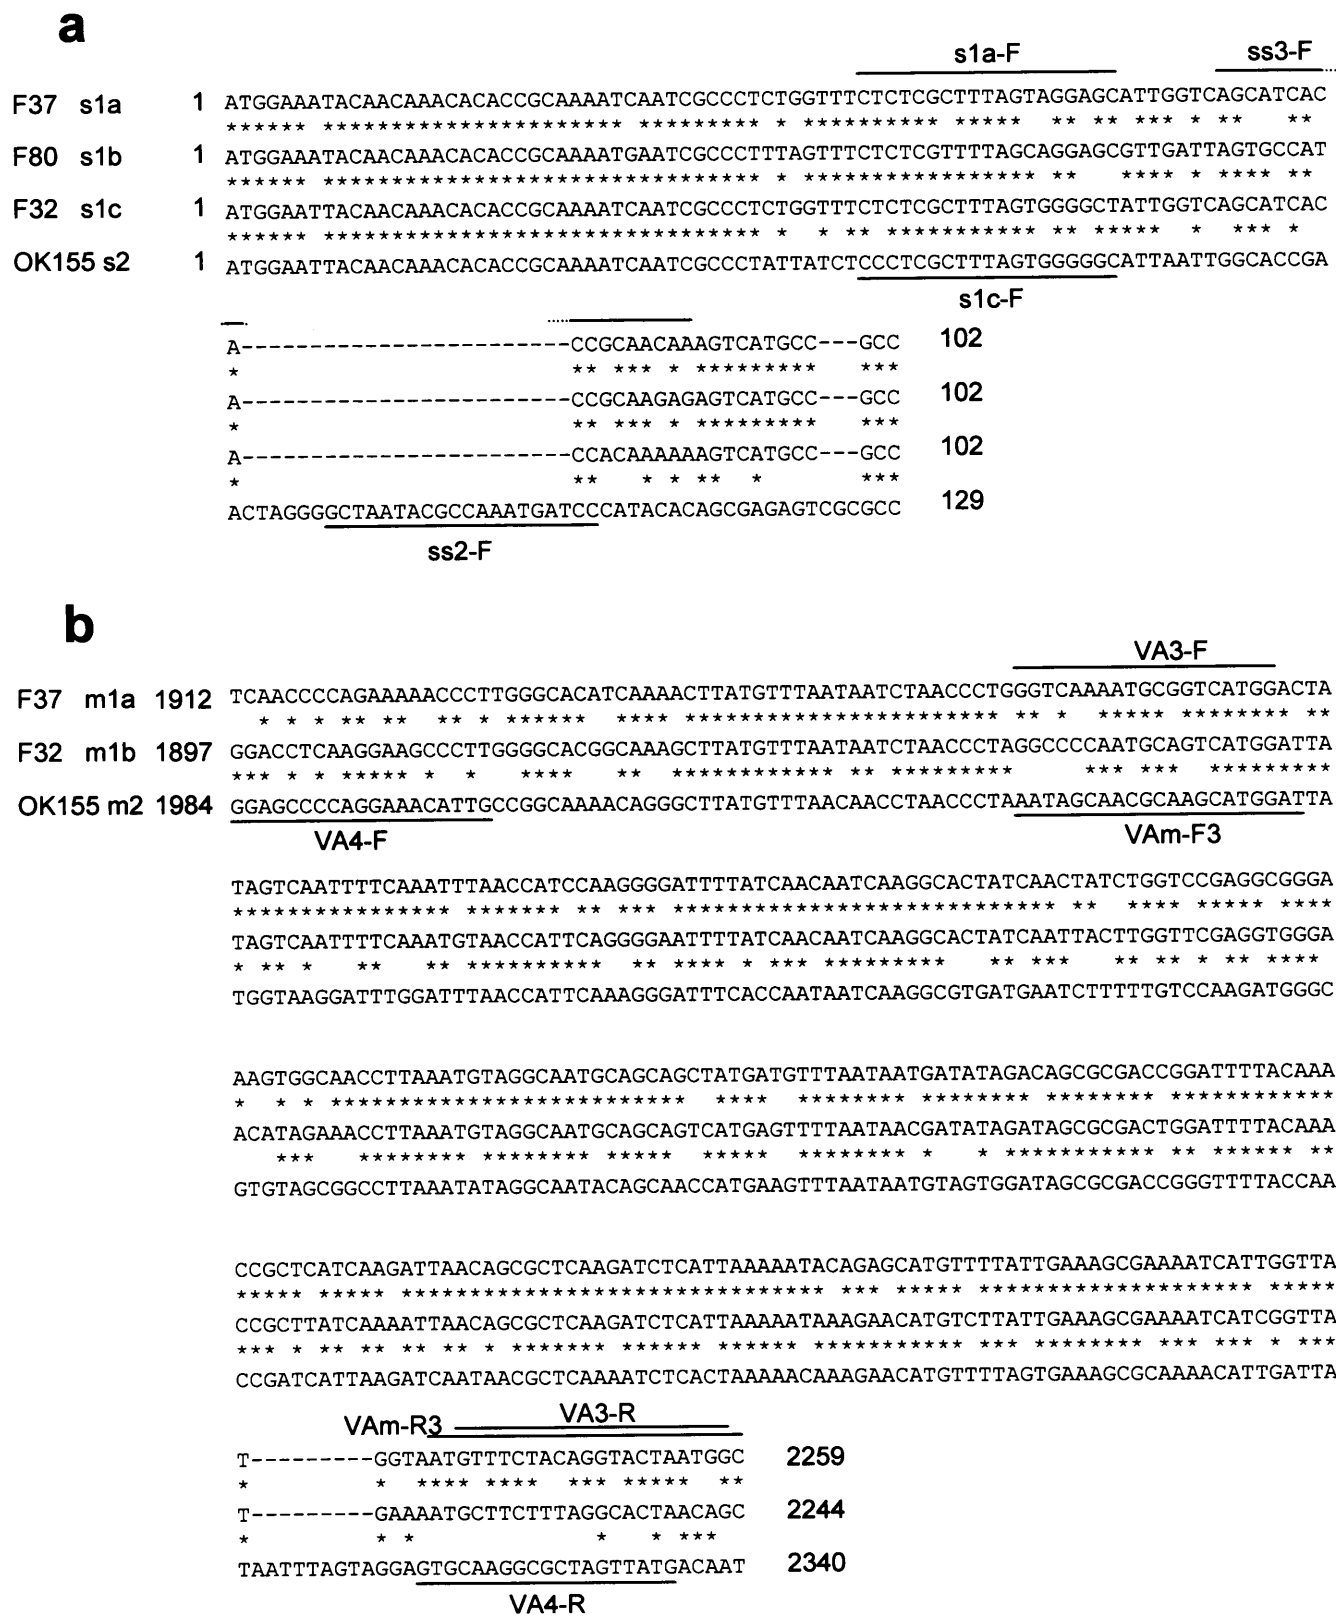 a
s1a-F ss3-F
F37 s1a 1 ATGGAAATACAACAAACACACCGCAAAATCAATCGCCCTCTGGTTTCTCTCGCTTTAGTAGGAGCATTGGTCAGCATCAC
****** ************************ ********* * ********** ***** ** ** *** * ** **
F80 s1b 1 ATGGAAATACAACAAACACACCGCAAAATGAATCGCCCTTTAGTTTCTCTCGTTTTAGCAGGAGCGTTGATTAGTGCCAT
****** ******************************** * *************** ** **** * **** **
F32 s1c 1 ATGGAATTACAACAAACACACCGCAAAATCAATCGCCCTCTGGTTTCTCTCGCTTTAGTGGGGCTATTGGTCAGCATCAC
****** ******************************** * * ** *********** ** ***** * *** *
OK155 s2 1 ATGGAATTACAACAAACACACCGCAAAATCAATCGCCCTATTATCTCCCTCGCTTTAGTGGGGGCATTAATTGGCACCGA
s1c-F
A------------------------CCGCAACAAAGTCATGCC---GCC 102
* ** *** * ********* ***
A------------------------CCGCAAGAGAGTCATGCC---GCC 102
* ** *** * ********* ***
A------------------------CCACAAAAAAGTCATGCC---GCC 102
* ** * * ** * ***
ACTAGGGGGCTAATACGCCAAATGATCCCATACACAGCGAGAGTCGCGCC 129
ss2-F
b
VA3-F
F37 m1a 1912 TCAACCCCAGAAAAACCCTTGGGCACATCAAAACTTATGTTTAATAATCTAACCCTGGGTCAAAATGCGGTCATGGACTA
* * * ** ** ** * ****** **** *********************** ** * ***** ******** **
F32 m1b 1897 GGACCTCAAGGAAGCCCTTGGGGCACGGCAAAGCTTATGTTTAATAATCTAACCCTAGGCCCCAATGCAGTCATGGATTA
*** * * ***** * * **** ** ************ ** ********** *** *** *********
OK155 m2 1984 GGAGCCCCAGGAAACATTGCCGGCAAAACAGGGCTTATGTTTAACAACCTAACCCTAAATAGCAACGCAAGCATGGATTA
VA4-F VAm-F3
TAGTCAATTTTCAAATTTAACCATCCAAGGGGATTTTATCAACAATCAAGGCACTATCAACTATCTGGTCCGAGGCGGGA
**************** ******* ** *** **************************** ** **** ***** ****
TAGTCAATTTTCAAATGTAACCATTCAGGGGAATTTTATCAACAATCAAGGCACTATCAATTACTTGGTTCGAGGTGGGA
* ** * ** ** ********** ** **** * *** ********* ** *** ** ** * ** ****
TGGTAAGGATTTGGATTTAACCATTCAAAGGGATTTCACCAATAATCAAGGCGTGATGAATCTTTTTGTCCAAGATGGGC
AAGTGGCAACCTTAAATGTAGGCAATGCAGCAGCTATGATGTTTAATAATGATATAGACAGCGCGACCGGATTTTACAAA
* * * ************************** **** ******** ******** ******** ************
ACATAGAAACCTTAAATGTAGGCAATGCAGCAGTCATGAGTTTTAATAACGATATAGATAGCGCGACTGGATTTTACAAA
*** ******** ******** ***** ***** ******** * * *********** ** ****** **
GTGTAGCGGCCTTAAATATAGGCAATACAGCAACCATGAAGTTTAATAATGTAGTGGATAGCGCGACCGGGTTTTACCAA
CCGCTCATCAAGATTAACAGCGCTCAAGATCTCATTAAAAATACAGAGCATGTTTTATTGAAAGCGAAAATCATTGGTTA
***** ***** ******************************* *** ***** ********************** *****
CCGCTTATCAAAATTAACAGCGCTCAAGATCTCATTAAAAATAAAGAACATGTCTTATTGAAAGCGAAAATCATCGGTTA
*** * ** ** ** ** * ******* ****** ****** *********** *** ******** *** *** * ***
CCGATCATTAAGATCAATAACGCTCAAAATCTCACTAAAAACAAAGAACATGTTTTAGTGAAAGCGCAAAACATTGATTA
VAm-R3 VA3-R
T---------GGTAATGTTTCTACAGGTACTAATGGC 2259
* * **** **** *** ***** **
T---------GAAAATGCTTCTTTAGGCACTAACAGC 2244
* * * * * ***
TAATTTAGTAGGAGTGCAAGGCGCTAGTTATGACAAT 2340
VA4-R